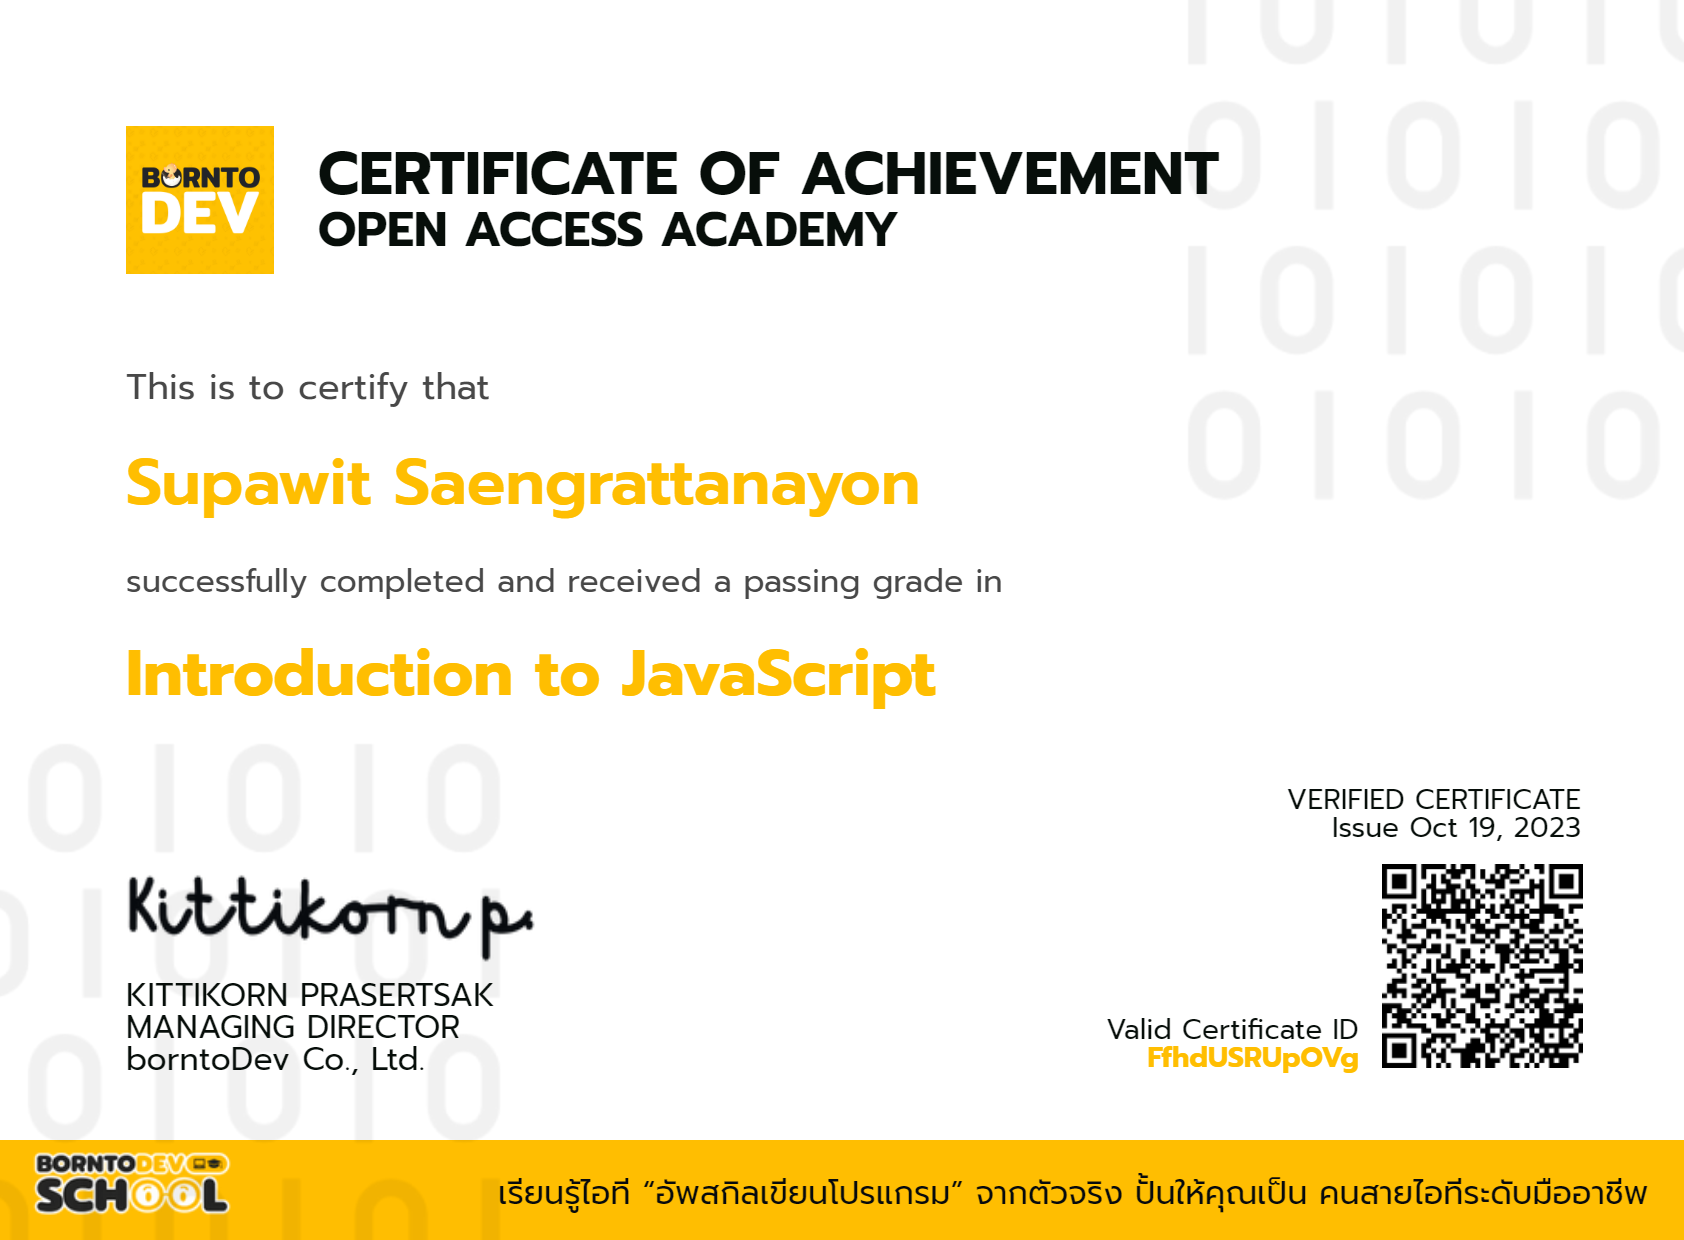 BORNTO
DEV
CERTIFICATE OF ACHIEVEMENT
OPEN ACCESS ACADEMY
This is to certify that
Supawit Saengrattanayon
successfully completed and received a passing grade in
Introduction to JavaScript
VERIFIED CERTIFICATE
Issue Oct 19, 2023
Kittikorn p.
KITTIKORN PRASERTSAK
MANAGING DIRECTOR
borntoDev Co., Ltd.
Valid Certificate ID
FfhdUSRUpOVg
BORNTODEV
SCHOOL
เรียนรู้ไอที “อัพสกิลเขียนโปรแกรม” จากตัวจริง ปั้นให้คุณเป็น คนสายไอทีระดับมืออาชีพ